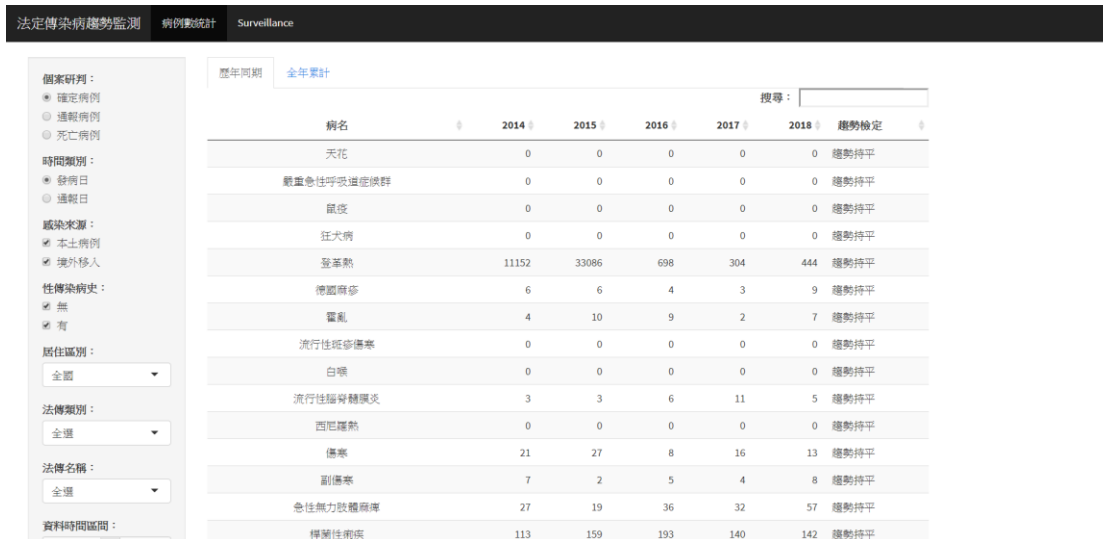 法定傳染病趨勢監測 病例數統計 Surveillance
個案研判：
確定病例
通報病例
死亡病例
時間類別：
發病日
通報日
感染來源：
本土病例
境外移入
性傳染病史：
無
有
居住區別：
全國
法傳類別：
全選
法傳名稱：
全選
資料時間區間：
歷年同期 全年累計
搜尋：
病名 2014 2015 2016 2017 2018 趨勢檢定
天花 0 0 0 0 0 趨勢持平
嚴重急性呼吸道症候群 0 0 0 0 0 趨勢持平
鼠疫 0 0 0 0 0 趨勢持平
狂犬病 0 0 0 0 0 趨勢持平
登革熱 11152 33086 698 304 444 趨勢持平
德國麻疹 6 6 4 3 9 趨勢持平
霍亂 4 10 9 2 7 趨勢持平
流行性斑疹傷寒 0 0 0 0 0 趨勢持平
白喉 0 0 0 0 0 趨勢持平
流行性腦脊髓膜炎 3 3 6 11 5 趨勢持平
西尼羅熱 0 0 0 0 0 趨勢持平
傷寒 21 27 8 16 13 趨勢持平
副傷寒 7 2 5 4 8 趨勢持平
急性無力肢體麻痺 27 19 36 32 57 趨勢持平
桿菌性痢疾 113 159 193 140 142 趨勢持平